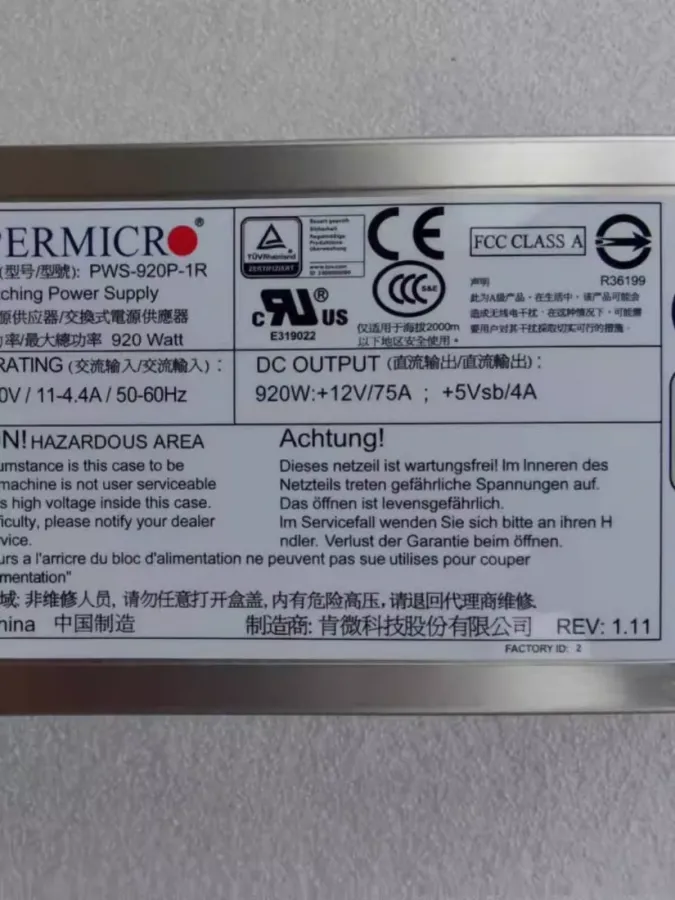 PERMICRO®
(型号/型號): PWS-920P-1R
ching Power Supply
源供应器/交換式電源供應器
率/最大總功率 920 Watt
TÜVRheinland
ZERTIFIZIERT
CE
FCC CLASS A
R36199
CCC S&E
c RU® US
E319022
仅适用于海拔2000m
以下地区安全使用。
声明
此为A级产品，在生活中，该产品可能会
造成无线电干扰，在这种情况下，可能需
要用户对其干扰採取切实可行的措施。
RATING (交流输入/交流輸入)：
0V / 11-4.4A / 50-60Hz
DC OUTPUT (直流输出/直流輸出)：
920W:+12V/75A ; +5Vsb/4A
N! HAZARDOUS AREA
umstance is this case to be
machine is not user serviceable
s high voltage inside this case.
ficulty, please notify your dealer
vice.
Achtung!
Dieses netzeil ist wartungsfrei! Im Inneren des
Netzteils treten gefährliche Spannungen auf.
Das öffnen ist levensgefährlich.
Im Servicefall wenden Sie sich bitte an ihren H
ndler. Verlust der Garantie beim öffnen.
urs a l'arricre du bloc d'alimentation ne peuvent pas sue utilises pour couper
mentation"
域: 非维修人员, 请勿任意打开盒盖, 内有危险高压, 请退回代理商维修.
hina 中国制造
制造商: 肯微科技股份有限公司
REV: 1.11
FACTORY ID: 2